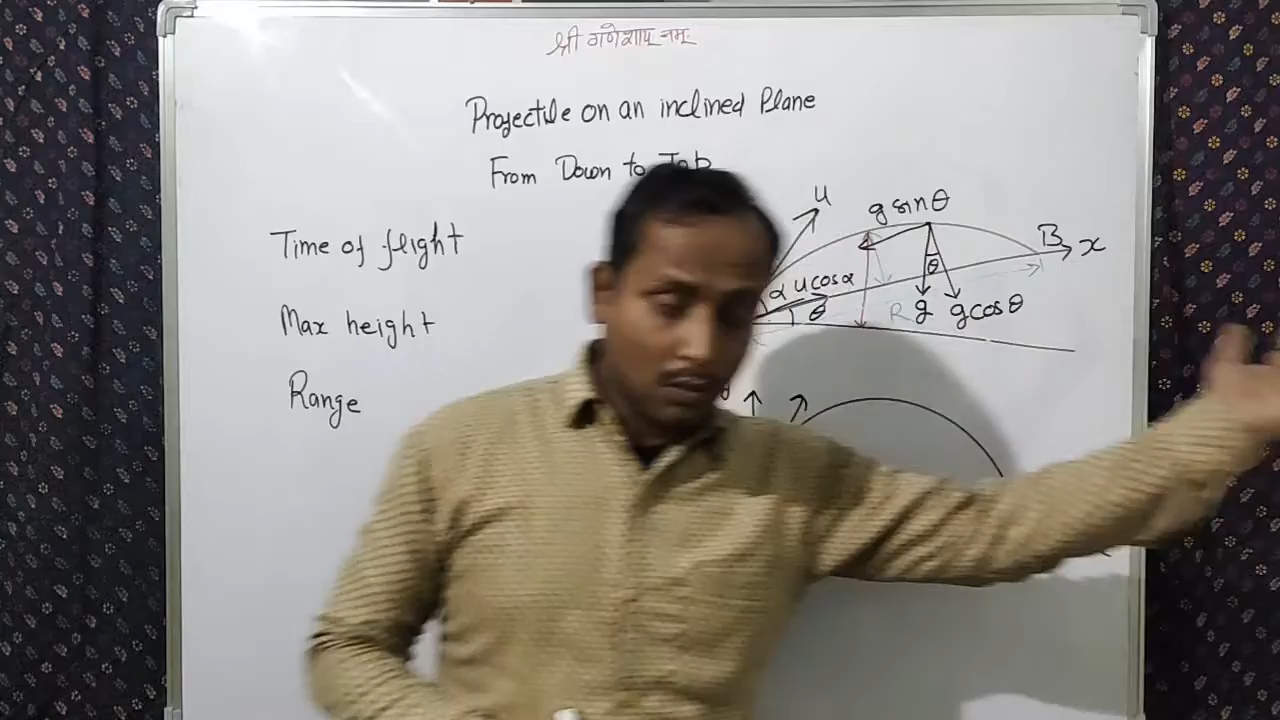 श्री गणेशाय नमः
Projectile on an inclined Plane
From Down to Top
u
g sin θ
B x
α u cos α
θ
θ
R g g cos θ
Time of flight
Max height
Range